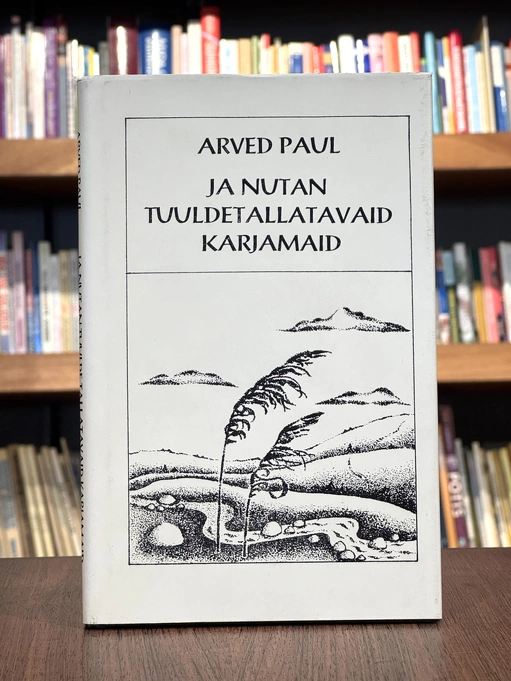 ARVED PAUL
JA NUTAN
TUULDETALLATAVAID
KARJAMAID